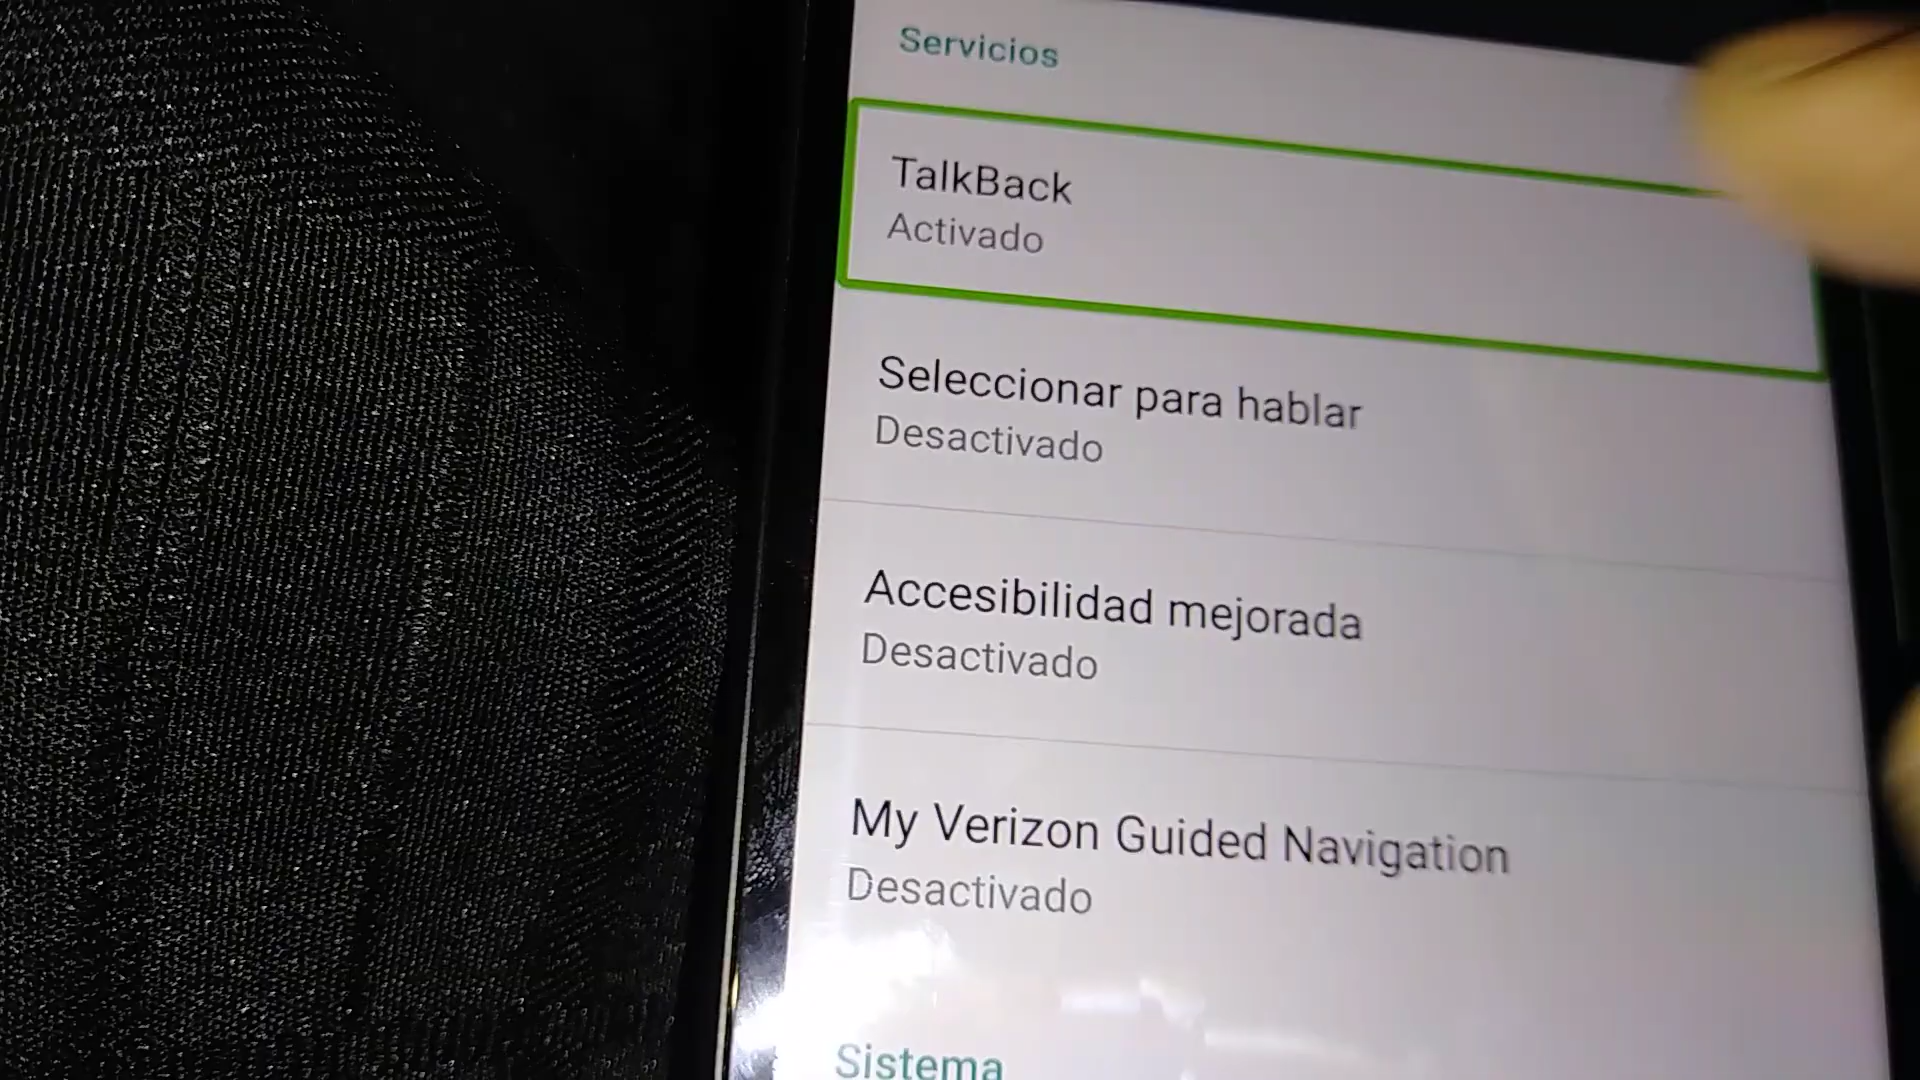 Servicios
TalkBack
Activado
Seleccionar para hablar
Desactivado
Accesibilidad mejorada
Desactivado
My Verizon Guided Navigation
Desactivado
Sistema